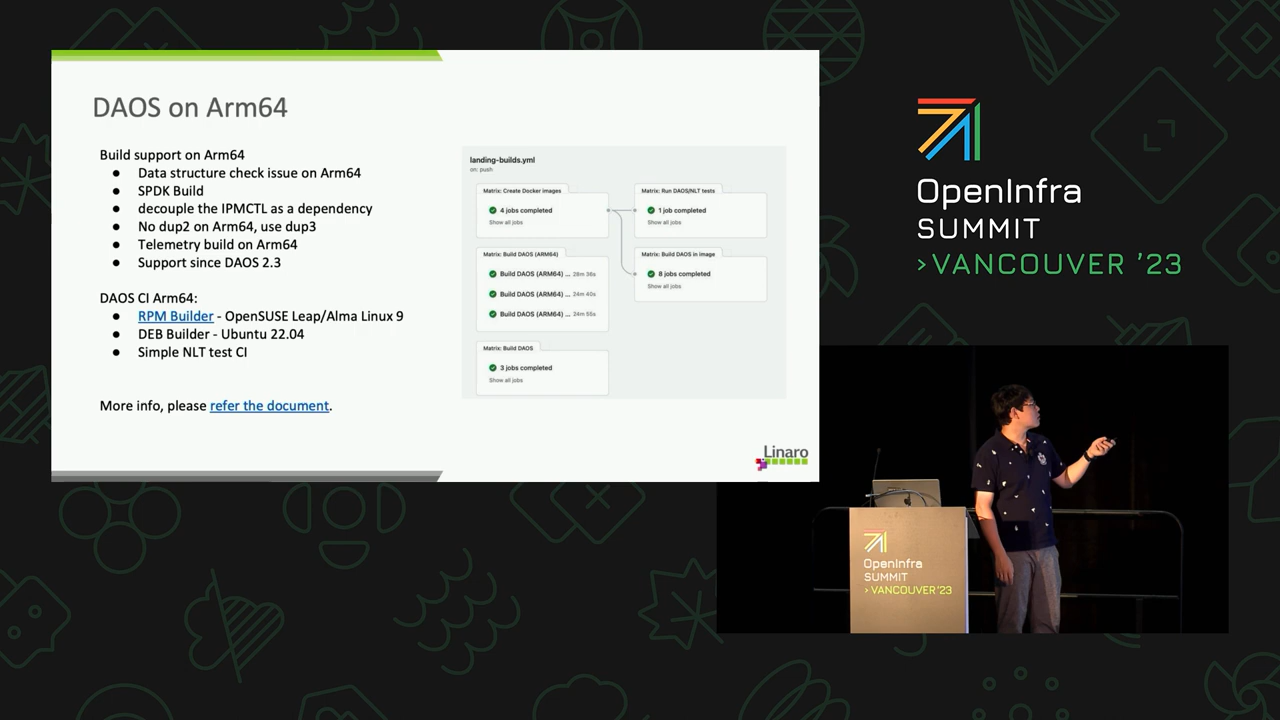 DAOS on Arm64
Build support on Arm64
● Data structure check issue on Arm64
● SPDK Build
● decouple the IPMCTL as a dependency
● No dup2 on Arm64, use dup3
● Telemetry build on Arm64
● Support since DAOS 2.3
DAOS CI Arm64:
● RPM Builder - OpenSUSE Leap/Alma Linux 9
● DEB Builder - Ubuntu 22.04
● Simple NLT test CI
More info, please refer the document.
landing-builds.yml
on: push
Matrix: Create Docker images
4 jobs completed
Show all jobs
Matrix: Run DAOS/NLT tests
1 job completed
Show all jobs
Matrix: Build DAOS (ARM64)
Build DAOS (ARM64) ... 28m 36s
Build DAOS (ARM64) ... 24m 40s
Build DAOS (ARM64) ... 24m 55s
Matrix: Build DAOS in image
8 jobs completed
Show all jobs
Matrix: Build DAOS
3 jobs completed
Show all jobs
Linaro
OpenInfra
SUMMIT
>VANCOUVER '23
OpenInfra
SUMMIT
>VANCOUVER '23